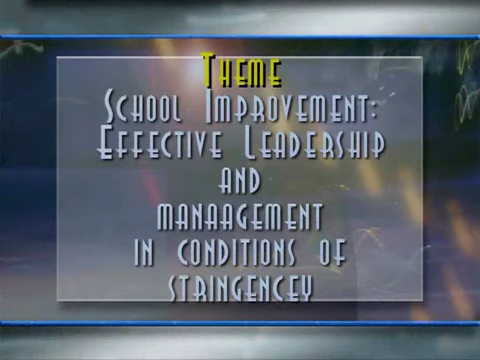 Theme
School Improvement:
Effective Leadership
and
manaagement
in conditions of
stringencey